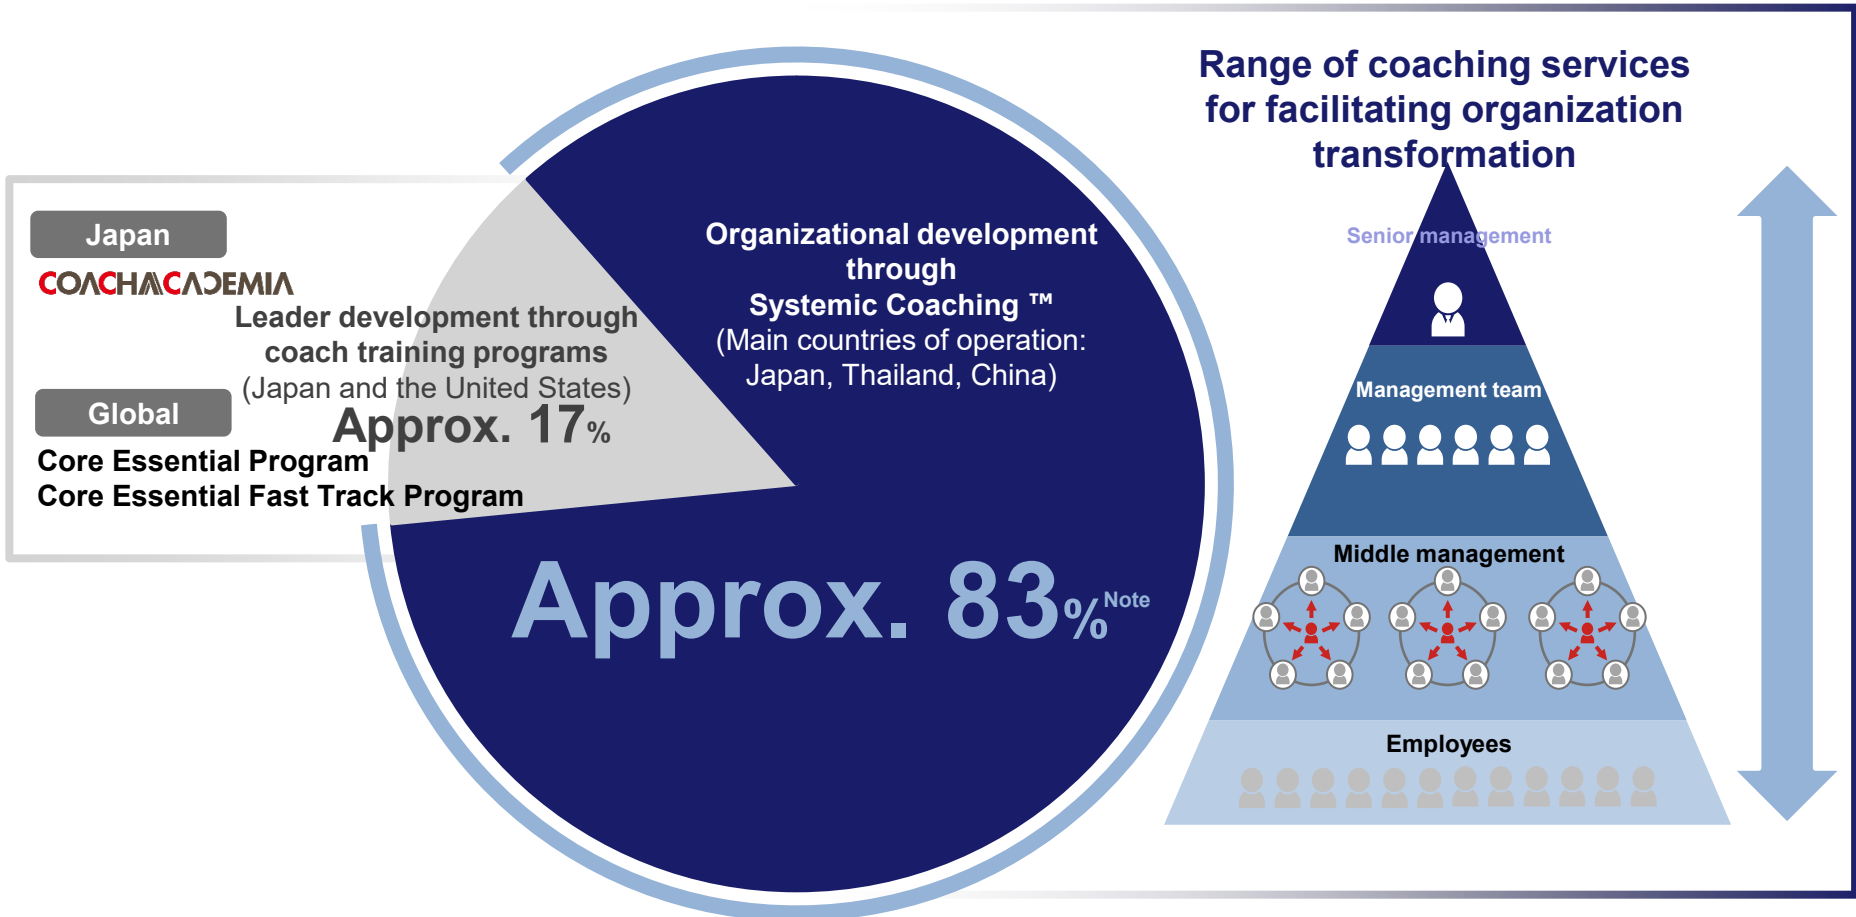 Range of coaching services
for facilitating organization
transformation
Japan
COACHACADEMIA
Leader development through
coach training programs
(Japan and the United States)
Approx. 17%
Global
Core Essential Program
Core Essential Fast Track Program
Organizational development
through
Systemic Coaching ™
(Main countries of operation:
Japan, Thailand, China)
Approx. 83%Note
Senior management
Management team
Middle management
Employees